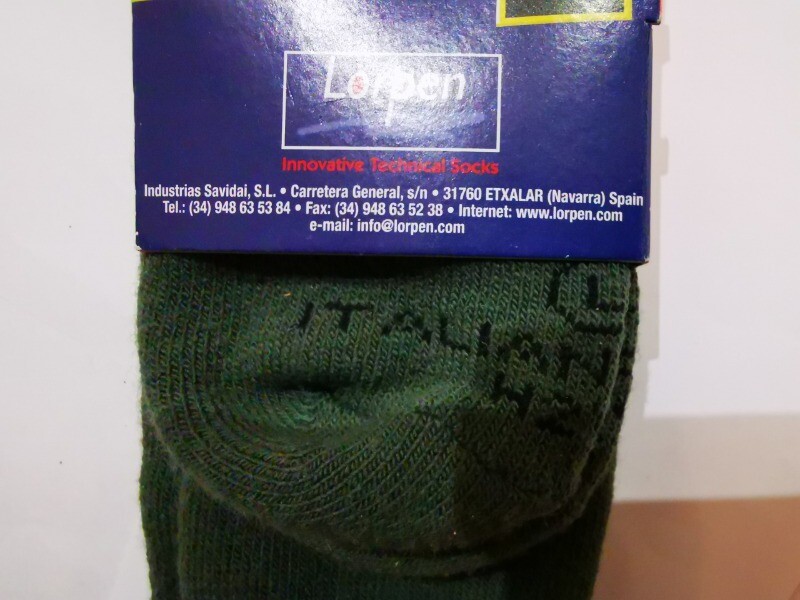 Lorpen
Innovative Technical Socks
Industrias Savidai, S.L. • Carretera General, s/n • 31760 ETXALAR (Navarra) Spain
Tel.: (34) 948 63 53 84 • Fax: (34) 948 63 52 38 • Internet: www.lorpen.com
e-mail: info@lorpen.com
ITALIAN